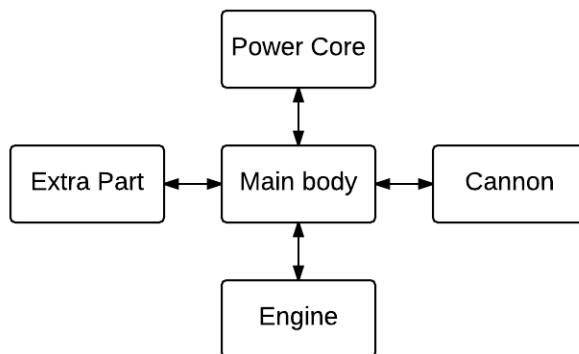 Power Core
Extra Part
Main body
Cannon
Engine